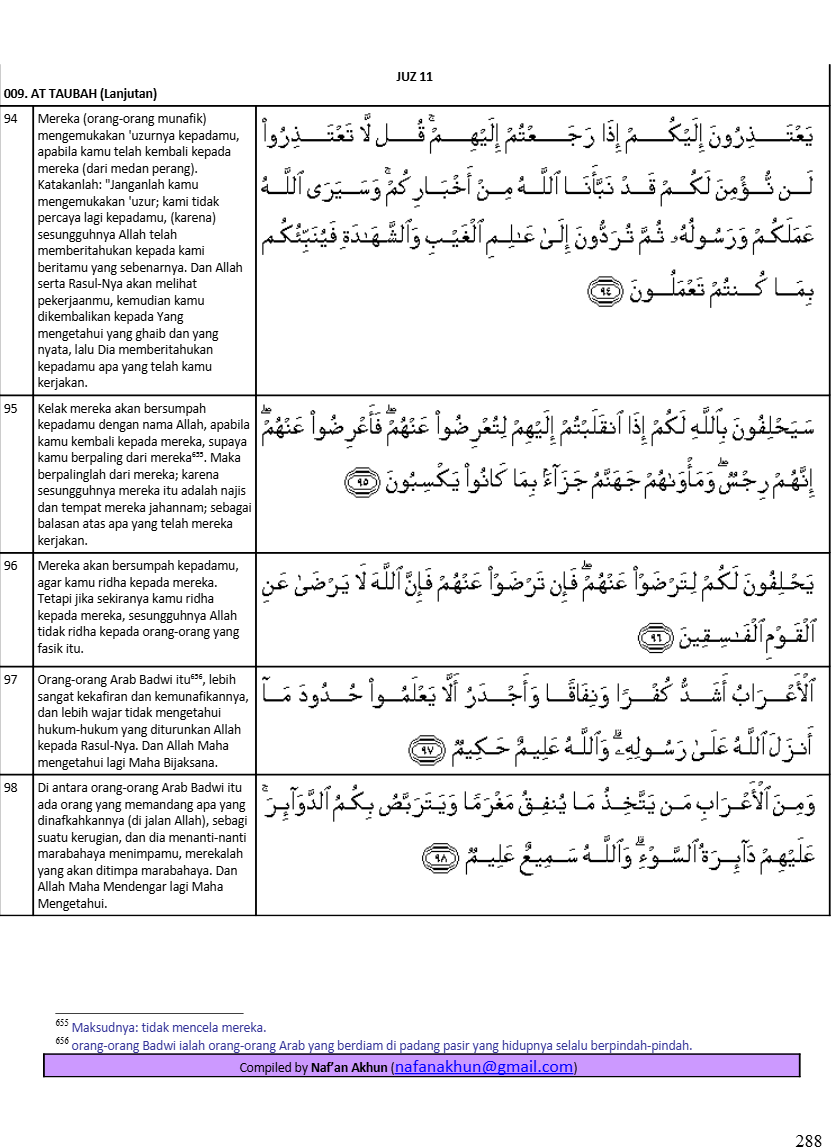 JUZ 11
009. AT TAUBAH (Lanjutan)
94
Mereka (orang-orang munafik)
mengemukakan 'uzurnya kepadamu,
apabila kamu telah kembali kepada
mereka (dari medan perang).
Katakanlah: "Janganlah kamu
mengemukakan 'uzur; kami tidak
percaya lagi kepadamu, (karena)
sesungguhnya Allah telah
memberitahukan kepada kami
beritamu yang sebenarnya. Dan Allah
serta Rasul-Nya akan melihat
pekerjaanmu, kemudian kamu
dikembalikan kepada Yang
mengetahui yang ghaib dan yang
nyata, lalu Dia memberitahukan
kepadamu apa yang telah kamu
kerjakan.
يَعْتَذِرُونَ إِلَيْكُمْ إِذَا رَجَعْتُمْ إِلَيْهِمْ ۚ قُل لَّا تَعْتَذِرُوا۟
لَن نُّؤْمِنَ لَكُمْ قَدْ نَبَّأَنَا ٱللَّهُ مِنْ أَخْبَارِكُمْ ۚ وَسَيَرَى ٱللَّهُ
عَمَلَكُمْ وَرَسُولُهُۥ ثُمَّ تُرَدُّونَ إِلَىٰ عَـٰلِمِ ٱلْغَيْبِ وَٱلشَّهَـٰدَةِ فَيُنَبِّئُكُم
بِمَا كُنتُمْ تَعْمَلُونَ ﴿٩٤﴾
95
Kelak mereka akan bersumpah
kepadamu dengan nama Allah, apabila
kamu kembali kepada mereka, supaya
kamu berpaling dari mereka⁶⁵⁵. Maka
berpalinglah dari mereka; karena
sesungguhnya mereka itu adalah najis
dan tempat mereka jahannam; sebagai
balasan atas apa yang telah mereka
kerjakan.
سَيَحْلِفُونَ بِٱللَّهِ لَكُمْ إِذَا ٱنقَلَبْتُمْ إِلَيْهِمْ لِتُعْرِضُوا۟ عَنْهُمْ ۖ فَأَعْرِضُوا۟ عَنْهُمْ ۖ
إِنَّهُمْ رِجْسٌ ۖ وَمَأْوَىٰهُمْ جَهَنَّمُ جَزَآءًۢ بِمَا كَانُوا۟ يَكْسِبُونَ ﴿٩٥﴾
96
Mereka akan bersumpah kepadamu,
agar kamu ridha kepada mereka.
Tetapi jika sekiranya kamu ridha
kepada mereka, sesungguhnya Allah
tidak ridha kepada orang-orang yang
fasik itu.
يَحْلِفُونَ لَكُمْ لِتَرْضَوْا۟ عَنْهُمْ ۖ فَإِن تَرْضَوْا۟ عَنْهُمْ فَإِنَّ ٱللَّهَ لَا يَرْضَىٰ عَنِ
ٱلْقَوْمِ ٱلْفَـٰسِقِينَ ﴿٩٦﴾
97
Orang-orang Arab Badwi itu⁶⁵⁶, lebih
sangat kekafiran dan kemunafikannya,
dan lebih wajar tidak mengetahui
hukum-hukum yang diturunkan Allah
kepada Rasul-Nya. Dan Allah Maha
mengetahui lagi Maha Bijaksana.
ٱلْأَعْرَابُ أَشَدُّ كُفْرًا وَنِفَاقًا وَأَجْدَرُ أَلَّا يَعْلَمُوا۟ حُدُودَ مَآ
أَنزَلَ ٱللَّهُ عَلَىٰ رَسُولِهِۦ ۗ وَٱللَّهُ عَلِيمٌ حَكِيمٌ ﴿٩٧﴾
98
Di antara orang-orang Arab Badwi itu
ada orang yang memandang apa yang
dinafkahkannya (di jalan Allah), sebagi
suatu kerugian, dan dia menanti-nanti
marabahaya menimpamu, merekalah
yang akan ditimpa marabahaya. Dan
Allah Maha Mendengar lagi Maha
Mengetahui.
وَمِنَ ٱلْأَعْرَابِ مَن يَتَّخِذُ مَا يُنفِقُ مَغْرَمًا وَيَتَرَبَّصُ بِكُمُ ٱلدَّوَآئِرَ ۚ
عَلَيْهِمْ دَآئِرَةُ ٱلسَّوْءِ ۗ وَٱللَّهُ سَمِيعٌ عَلِيمٌ ﴿٩٨﴾
⁶⁵⁵ Maksudnya: tidak mencela mereka.
⁶⁵⁶ orang-orang Badwi ialah orang-orang Arab yang berdiam di padang pasir yang hidupnya selalu berpindah-pindah.
Compiled by Naf'an Akhun (nafanakhun@gmail.com)
288